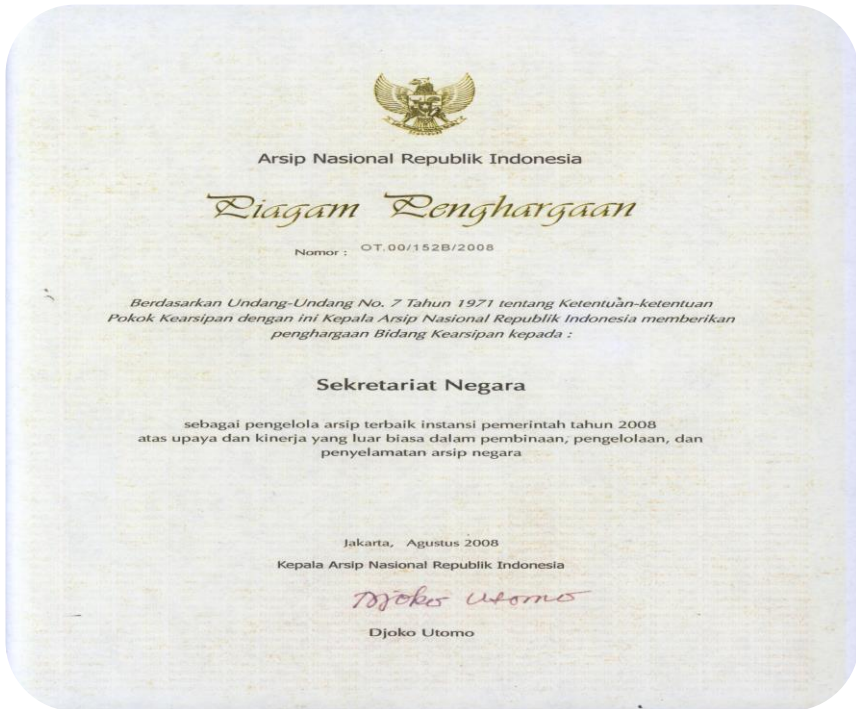 Arsip Nasional Republik Indonesia
Piagam Penghargaan
Nomor : OT.00/152B/2008
Berdasarkan Undang-Undang No. 7 Tahun 1971 tentang Ketentuan-ketentuan
Pokok Kearsipan dengan ini Kepala Arsip Nasional Republik Indonesia memberikan
penghargaan Bidang Kearsipan kepada :
Sekretariat Negara
sebagai pengelola arsip terbaik instansi pemerintah tahun 2008
atas upaya dan kinerja yang luar biasa dalam pembinaan, pengelolaan, dan
penyelamatan arsip negara
Jakarta, Agustus 2008
Kepala Arsip Nasional Republik Indonesia
Djoko Utomo
Djoko Utomo